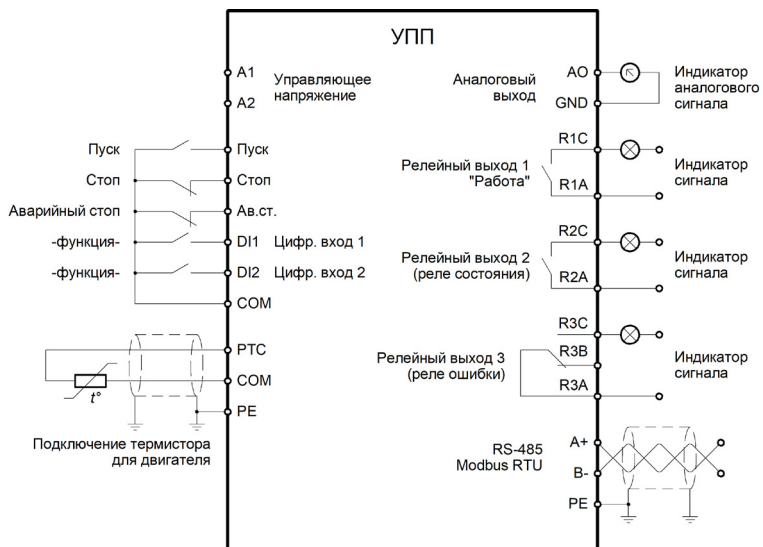 УПП
A1
A2
Управляющее
напряжение
Пуск
Пуск
Стоп
Стоп
Аварийный стоп
Ав.ст.
-функция-
DI1 Цифр. вход 1
-функция-
DI2 Цифр. вход 2
COM
PTC
COM
t°
PE
Подключение термистора
для двигателя
Аналоговый
выход
AO
GND
Индикатор
аналогового
сигнала
Релейный выход 1
"Работа"
R1C
R1A
Индикатор
сигнала
Релейный выход 2
(реле состояния)
R2C
R2A
Индикатор
сигнала
Релейный выход 3
(реле ошибки)
R3C
R3B
R3A
Индикатор
сигнала
RS-485
Modbus RTU
A+
B-
PE